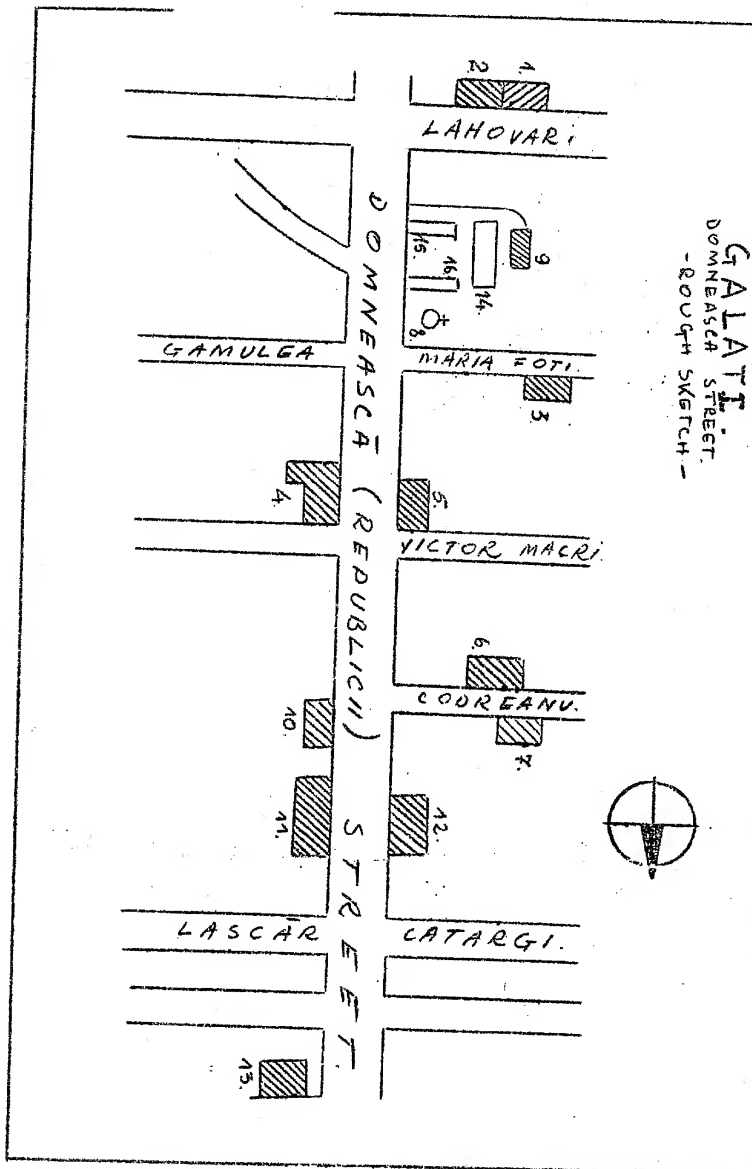 GALATI.
DOMNEASCA STREET.
-ROUGH SKETCH-
1.
2
LAHOVARI
9
14.
15.
16.
8.
GAMULEA
MARIA FOTI.
3.
4.
5.
VICTOR MACRI.
DOMNEASCĂ (REPUBLICII) STREET.
6.
CODREANU.
7.
10.
11.
12.
LASCĂR
CATARGI.
13.